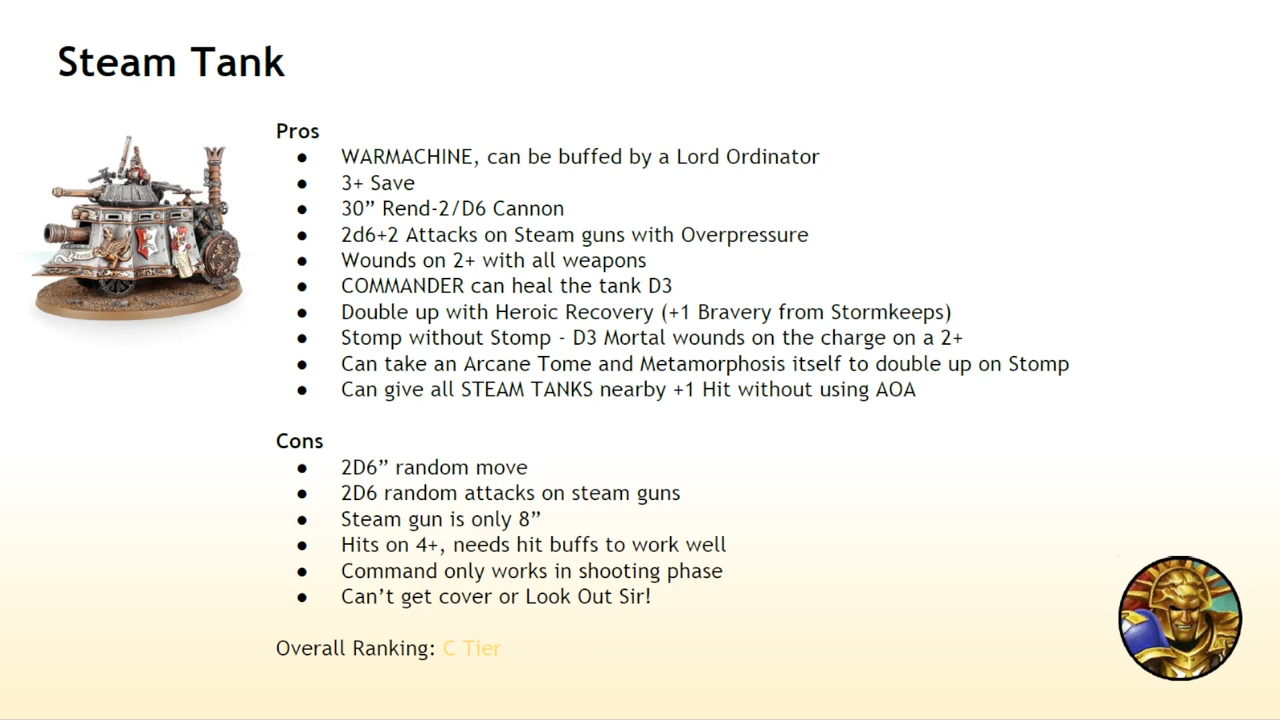 Steam Tank
Pros
● WARMACHINE, can be buffed by a Lord Ordinator
● 3+ Save
● 30” Rend-2/D6 Cannon
● 2d6+2 Attacks on Steam guns with Overpressure
● Wounds on 2+ with all weapons
● COMMANDER can heal the tank D3
● Double up with Heroic Recovery (+1 Bravery from Stormkeeps)
● Stomp without Stomp - D3 Mortal wounds on the charge on a 2+
● Can take an Arcane Tome and Metamorphosis itself to double up on Stomp
● Can give all STEAM TANKS nearby +1 Hit without using AOA
Cons
● 2D6” random move
● 2D6 random attacks on steam guns
● Steam gun is only 8”
● Hits on 4+, needs hit buffs to work well
● Command only works in shooting phase
● Can’t get cover or Look Out Sir!
Overall Ranking: C Tier